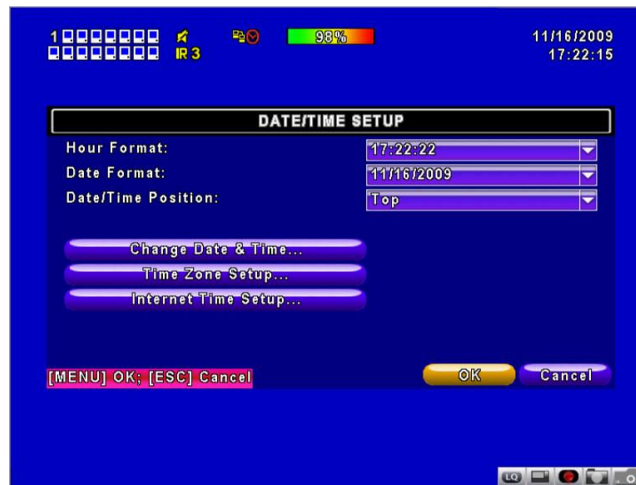 1
IR 3
98%
11/16/2009
17:22:15
DATE/TIME SETUP
Hour Format: 17:22:22
Date Format: 11/16/2009
Date/Time Position: Top
Change Date & Time...
Time Zone Setup...
Internet Time Setup...
[MENU] OK; [ESC] Cancel
OK
Cancel
LQ